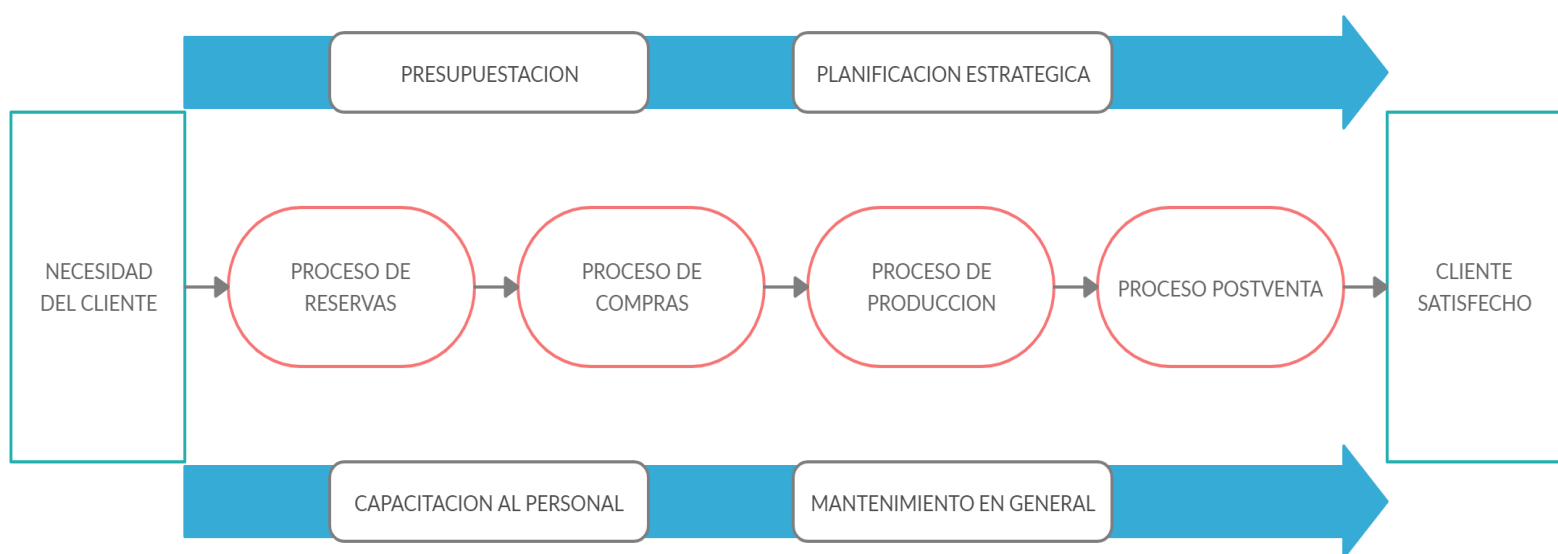 PRESUPUESTACION
PLANIFICACION ESTRATEGICA
NECESIDAD
DEL CLIENTE
PROCESO DE
RESERVAS
PROCESO DE
COMPRAS
PROCESO DE
PRODUCCION
PROCESO POSTVENTA
CLIENTE
SATISFECHO
CAPACITACION AL PERSONAL
MANTENIMIENTO EN GENERAL